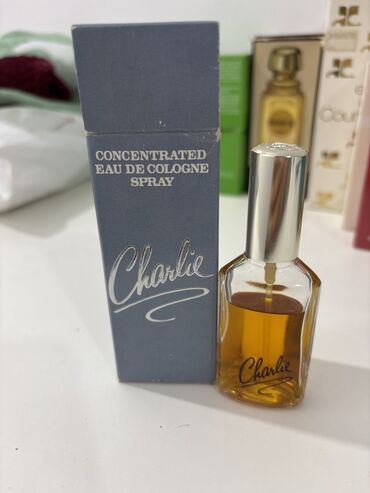 CONCENTRATED
EAU DE COLOGNE
SPRAY
Charlie
Charlie